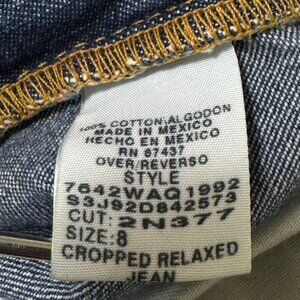 100% COTTON/ALGODON
MADE IN MEXICO
HECHO EN MEXICO
RN 67437
OVER/REVERSO
STYLE
7642WAQ1992
S3J92D842573
CUT: 2N377
SIZE: 8
CROPPED RELAXED
JEAN